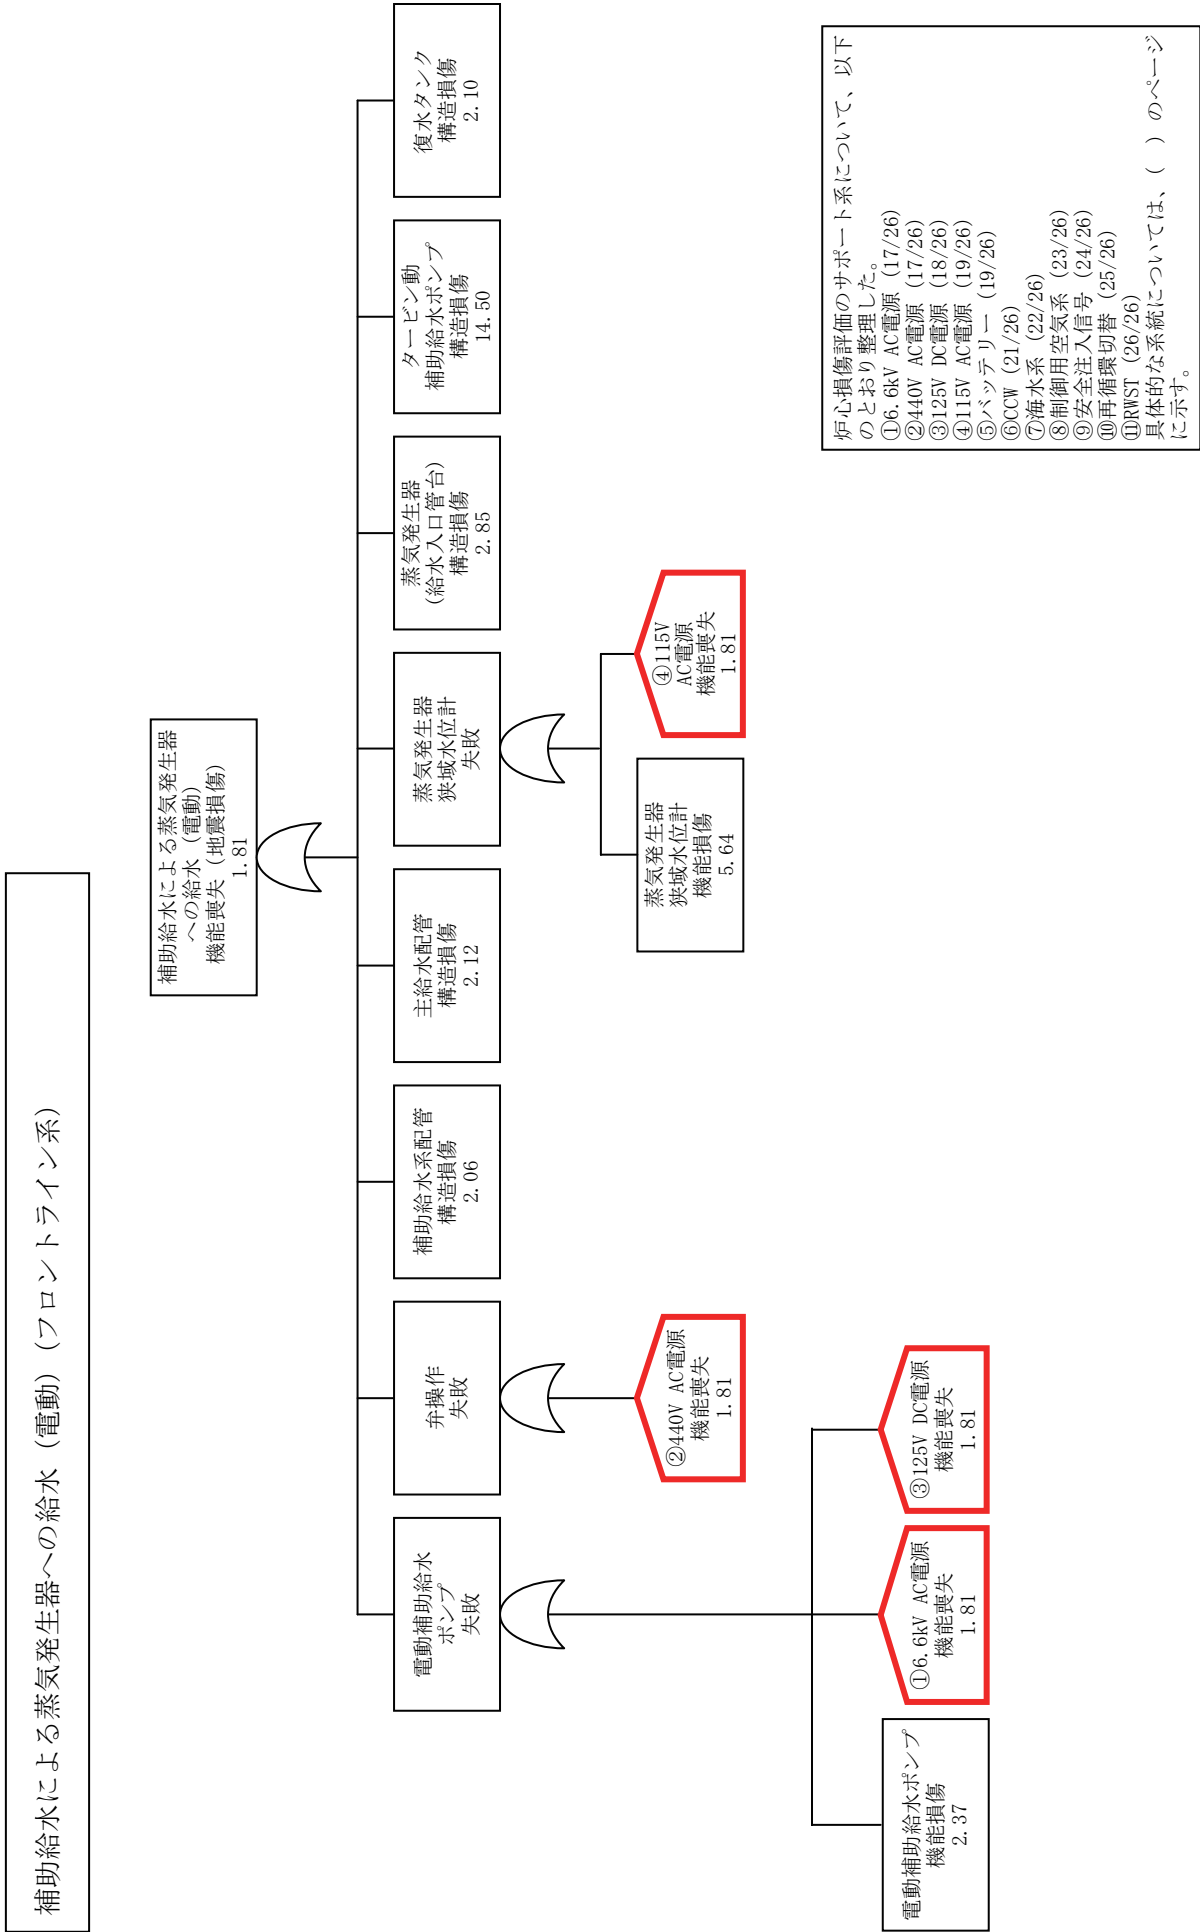 補助給水による蒸気発生器への給水（電動）（フロントライン系）
補助給水による蒸気発生器
への給水（電動）
機能喪失（地震損傷）
1.81
電動補助給水
ポンプ
失敗
弁操作
失敗
補助給水系配管
構造損傷
2.06
主給水配管
構造損傷
2.12
蒸気発生器
狭域水位計
失敗
蒸気発生器
(給水入口管台)
構造損傷
2.85
タービン動
補助給水ポンプ
構造損傷
14.50
復水タンク
構造損傷
2.10
②440V AC電源
機能喪失
1.81
蒸気発生器
狭域水位計
機能損傷
5.64
④115V
AC電源
機能喪失
1.81
電動補助給水ポンプ
機能損傷
2.37
①6.6kV AC電源
機能喪失
1.81
③125V DC電源
機能喪失
1.81
炉心損傷評価のサポート系について、以下
のとおり整理した。
①6.6kV AC電源 (17/26)
②440V AC電源 (17/26)
③125V DC電源 (18/26)
④115V AC電源 (19/26)
⑤バッテリー (19/26)
⑥CCW (21/26)
⑦海水系 (22/26)
⑧制御用空気系 (23/26)
⑨安全注入信号 (24/26)
⑩再循環切替 (25/26)
⑪RWST (26/26)
具体的な系統については、（　）のページ
に示す。